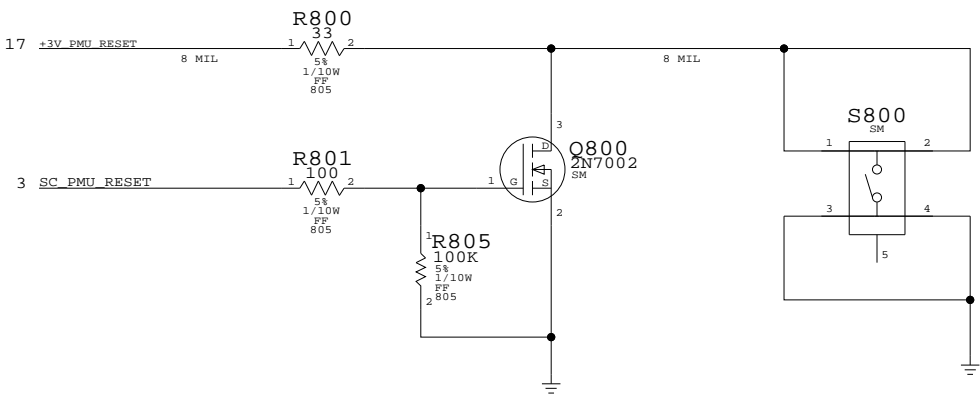 R800
33
17 +3V_PMU_RESET 1 2
8 MIL 8 MIL
5%
1/10W
FF
805
S800
SM
1 2
3
D
Q800
2N7002
SM
R801
100
3 SC_PMU_RESET 1 2 1 G S
5%
1/10W
FF
805
2
3 4
5
1
R805
100K
5%
1/10W
FF
805
2